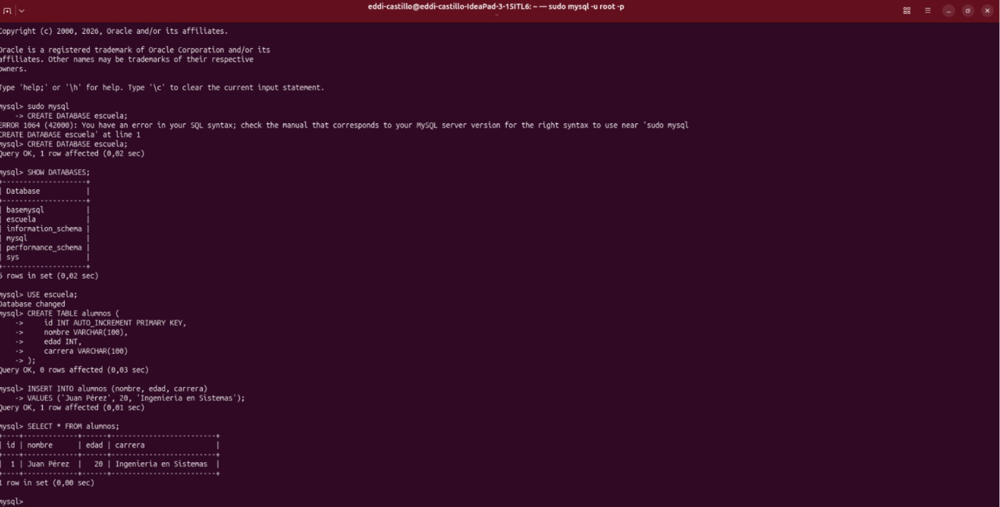 eddi-castillo@eddi-castillo-IdeaPad-3-15ITL6: ~ — sudo mysql -u root -p
~
Copyright (c) 2000, 2026, Oracle and/or its affiliates.

Oracle is a registered trademark of Oracle Corporation and/or its
affiliates. Other names may be trademarks of their respective
owners.

Type 'help;' or '\h' for help. Type '\c' to clear the current input statement.

mysql> sudo mysql
    -> CREATE DATABASE escuela;
ERROR 1064 (42000): You have an error in your SQL syntax; check the manual that corresponds to your MySQL server version for the right syntax to use near 'sudo mysql
CREATE DATABASE escuela' at line 1
mysql> CREATE DATABASE escuela;
Query OK, 1 row affected (0,02 sec)

mysql> SHOW DATABASES;
+--------------------+
| Database           |
+--------------------+
| basemysql          |
| escuela            |
| information_schema |
| mysql              |
| performance_schema |
| sys                |
+--------------------+
6 rows in set (0,02 sec)

mysql> USE escuela;
Database changed
mysql> CREATE TABLE alumnos (
    ->     id INT AUTO_INCREMENT PRIMARY KEY,
    ->     nombre VARCHAR(100),
    ->     edad INT,
    ->     carrera VARCHAR(100)
    -> );
Query OK, 0 rows affected (0,03 sec)

mysql> INSERT INTO alumnos (nombre, edad, carrera)
    -> VALUES ('Juan Pérez', 20, 'Ingenieria en Sistemas');
Query OK, 1 row affected (0,01 sec)

mysql> SELECT * FROM alumnos;
+----+-------------+------+-------------------------+
| id | nombre      | edad | carrera                 |
+----+-------------+------+-------------------------+
|  1 | Juan Pérez  |   20 | Ingenieria en Sistemas  |
+----+-------------+------+-------------------------+
1 row in set (0,00 sec)

mysql>